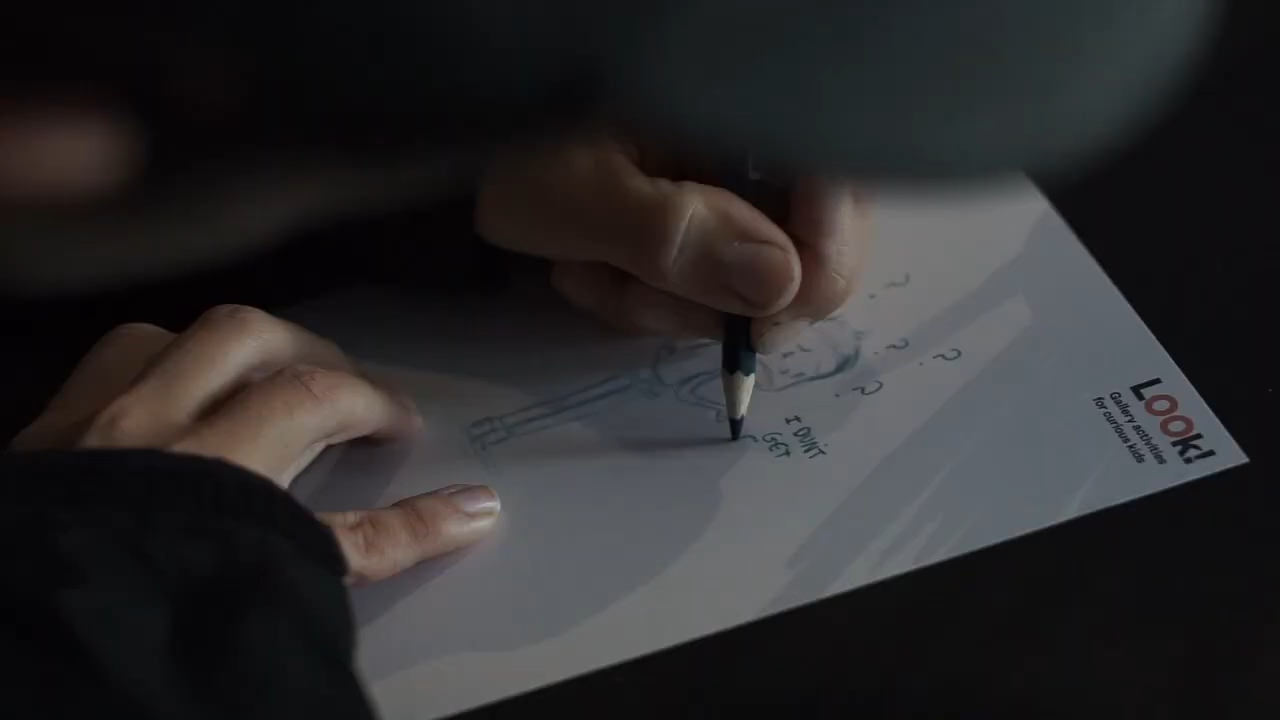 LOOk!
Gallery activities
for curious kids
? ? ? ?
I DON'T
GET